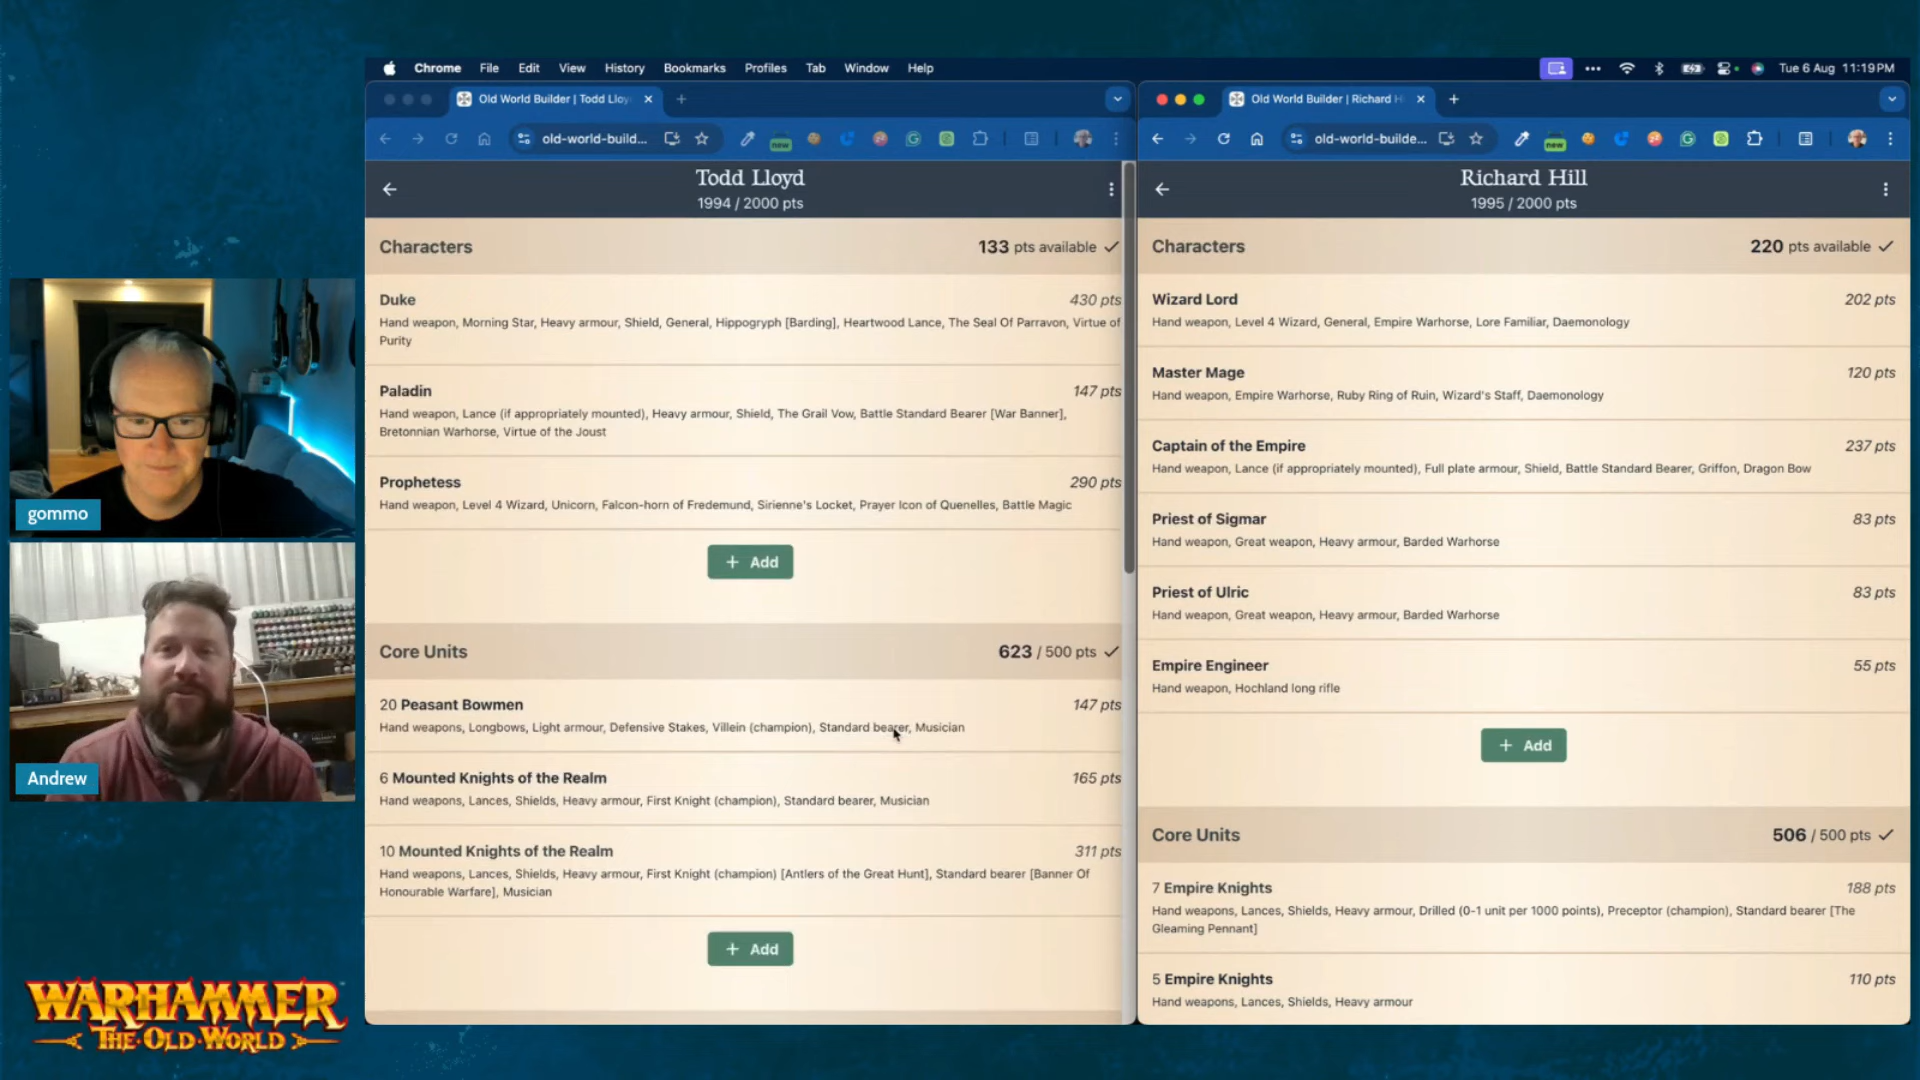 Chrome File Edit View History Bookmarks Profiles Tab Window Help
Tue 6 Aug 11:19 PM
Old World Builder | Todd Lloy
old-world-build...
new
Todd Lloyd
1994 / 2000 pts
Characters
133 pts available
Duke
430 pts
Hand weapon, Morning Star, Heavy armour, Shield, General, Hippogryph [Barding], Heartwood Lance, The Seal Of Parravon, Virtue of
Purity
Paladin
147 pts
Hand weapon, Lance (if appropriately mounted), Heavy armour, Shield, The Grail Vow, Battle Standard Bearer [War Banner],
Bretonnian Warhorse, Virtue of the Joust
Prophetess
290 pts
Hand weapon, Level 4 Wizard, Unicorn, Falcon-horn of Fredemund, Sirienne's Locket, Prayer Icon of Quenelles, Battle Magic
+ Add
Core Units
623 / 500 pts
20 Peasant Bowmen
147 pts
Hand weapons, Longbows, Light armour, Defensive Stakes, Villein (champion), Standard bearer, Musician
6 Mounted Knights of the Realm
165 pts
Hand weapons, Lances, Shields, Heavy armour, First Knight (champion), Standard bearer, Musician
10 Mounted Knights of the Realm
311 pts
Hand weapons, Lances, Shields, Heavy armour, First Knight (champion) [Antlers of the Great Hunt], Standard bearer [Banner Of
Honourable Warfare], Musician
+ Add
Old World Builder | Richard H
old-world-builde...
new
Richard Hill
1995 / 2000 pts
Characters
220 pts available
Wizard Lord
202 pts
Hand weapon, Level 4 Wizard, General, Empire Warhorse, Lore Familiar, Daemonology
Master Mage
120 pts
Hand weapon, Empire Warhorse, Ruby Ring of Ruin, Wizard's Staff, Daemonology
Captain of the Empire
237 pts
Hand weapon, Lance (if appropriately mounted), Full plate armour, Shield, Battle Standard Bearer, Griffon, Dragon Bow
Priest of Sigmar
83 pts
Hand weapon, Great weapon, Heavy armour, Barded Warhorse
Priest of Ulric
83 pts
Hand weapon, Great weapon, Heavy armour, Barded Warhorse
Empire Engineer
55 pts
Hand weapon, Hochland long rifle
+ Add
Core Units
506 / 500 pts
7 Empire Knights
188 pts
Hand weapons, Lances, Shields, Heavy armour, Drilled (0-1 unit per 1000 points), Preceptor (champion), Standard bearer [The
Gleaming Pennant]
5 Empire Knights
110 pts
Hand weapons, Lances, Shields, Heavy armour
gommo
Andrew
WARHAMMER
THE OLD WORLD